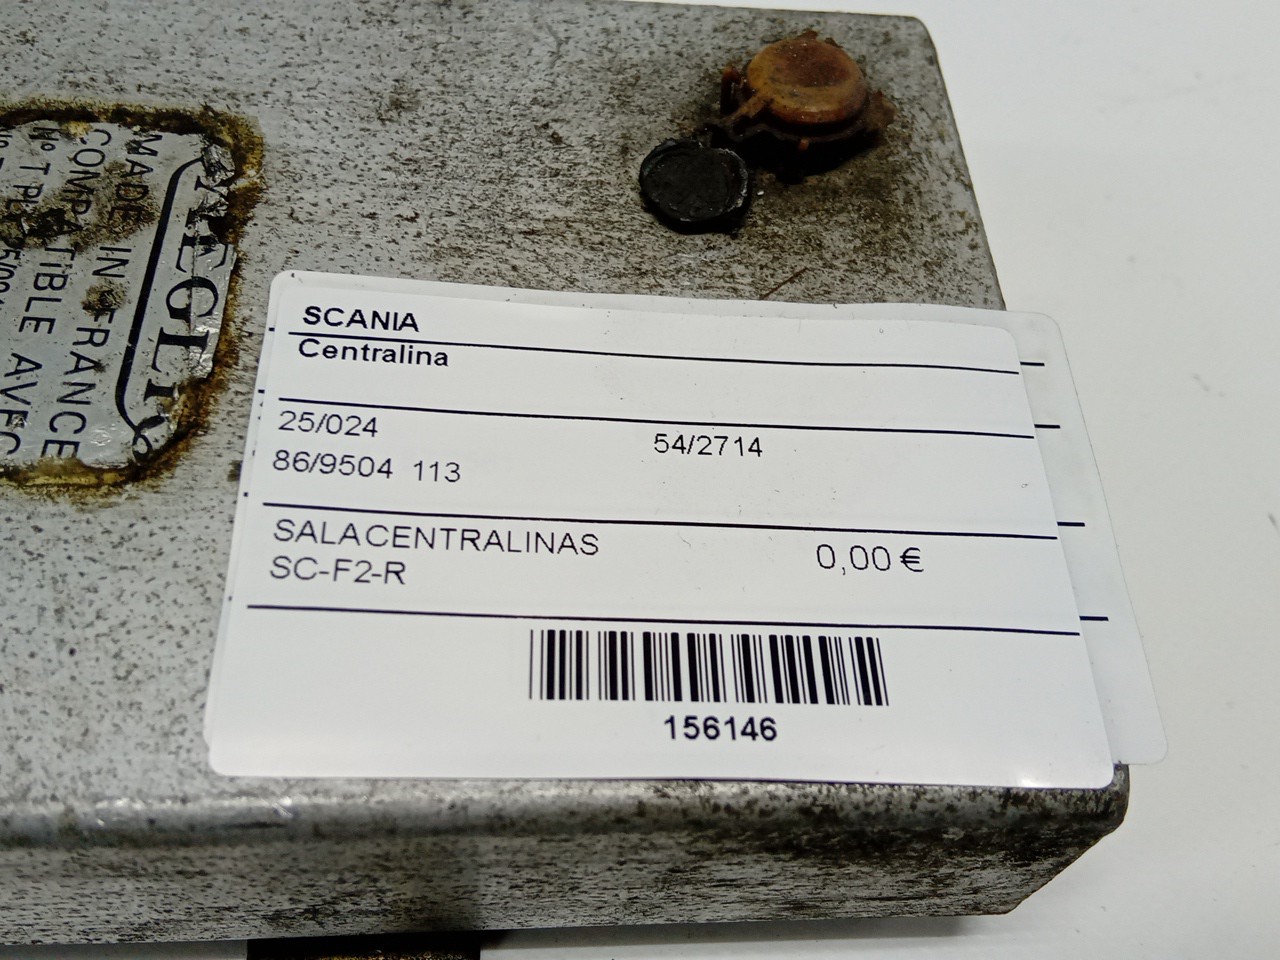 MADE IN FRANCE
COMPATIBLE AVEC
SCANIA
Centralina
25/024
54/2714
86/9504 113
SALACENTRALINAS
0,00 €
SC-F2-R
156146